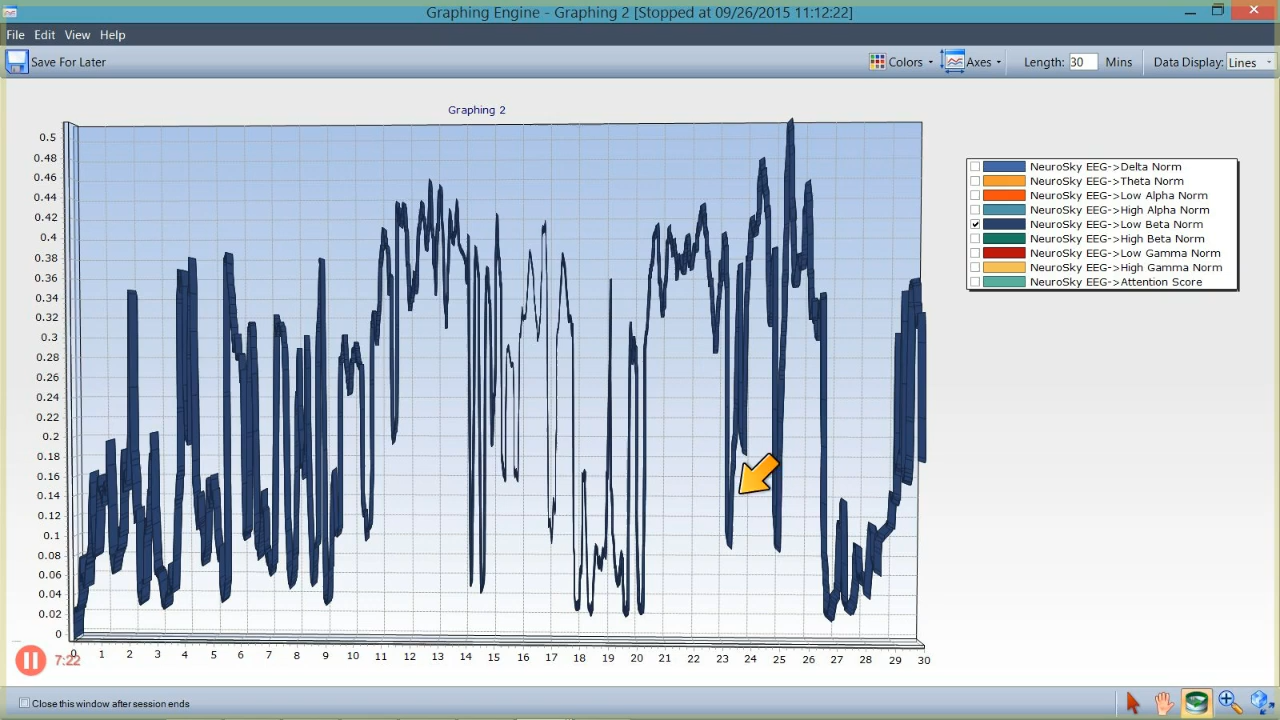 Graphing Engine - Graphing 2 [Stopped at 09/26/2015 11:12:22]
File Edit View Help
Save For Later Colors Axes Length: 30 Mins Data Display: Lines
Graphing 2
0.5
0.48
0.46
0.44
0.42
0.4
0.38
0.36
0.34
0.32
0.3
0.28
0.26
0.24
0.22
0.2
0.18
0.16
0.14
0.12
0.1
0.08
0.06
0.04
0.02
0
NeuroSky EEG->Delta Norm
NeuroSky EEG->Theta Norm
NeuroSky EEG->Low Alpha Norm
NeuroSky EEG->High Alpha Norm
NeuroSky EEG->Low Beta Norm
NeuroSky EEG->High Beta Norm
NeuroSky EEG->Low Gamma Norm
NeuroSky EEG->High Gamma Norm
NeuroSky EEG->Attention Score
0 1 2 3 4 5 6 7 8 9 10 11 12 13 14 15 16 17 18 19 20 21 22 23 24 25 26 27 28 29 30
7:22
Close this window after session ends